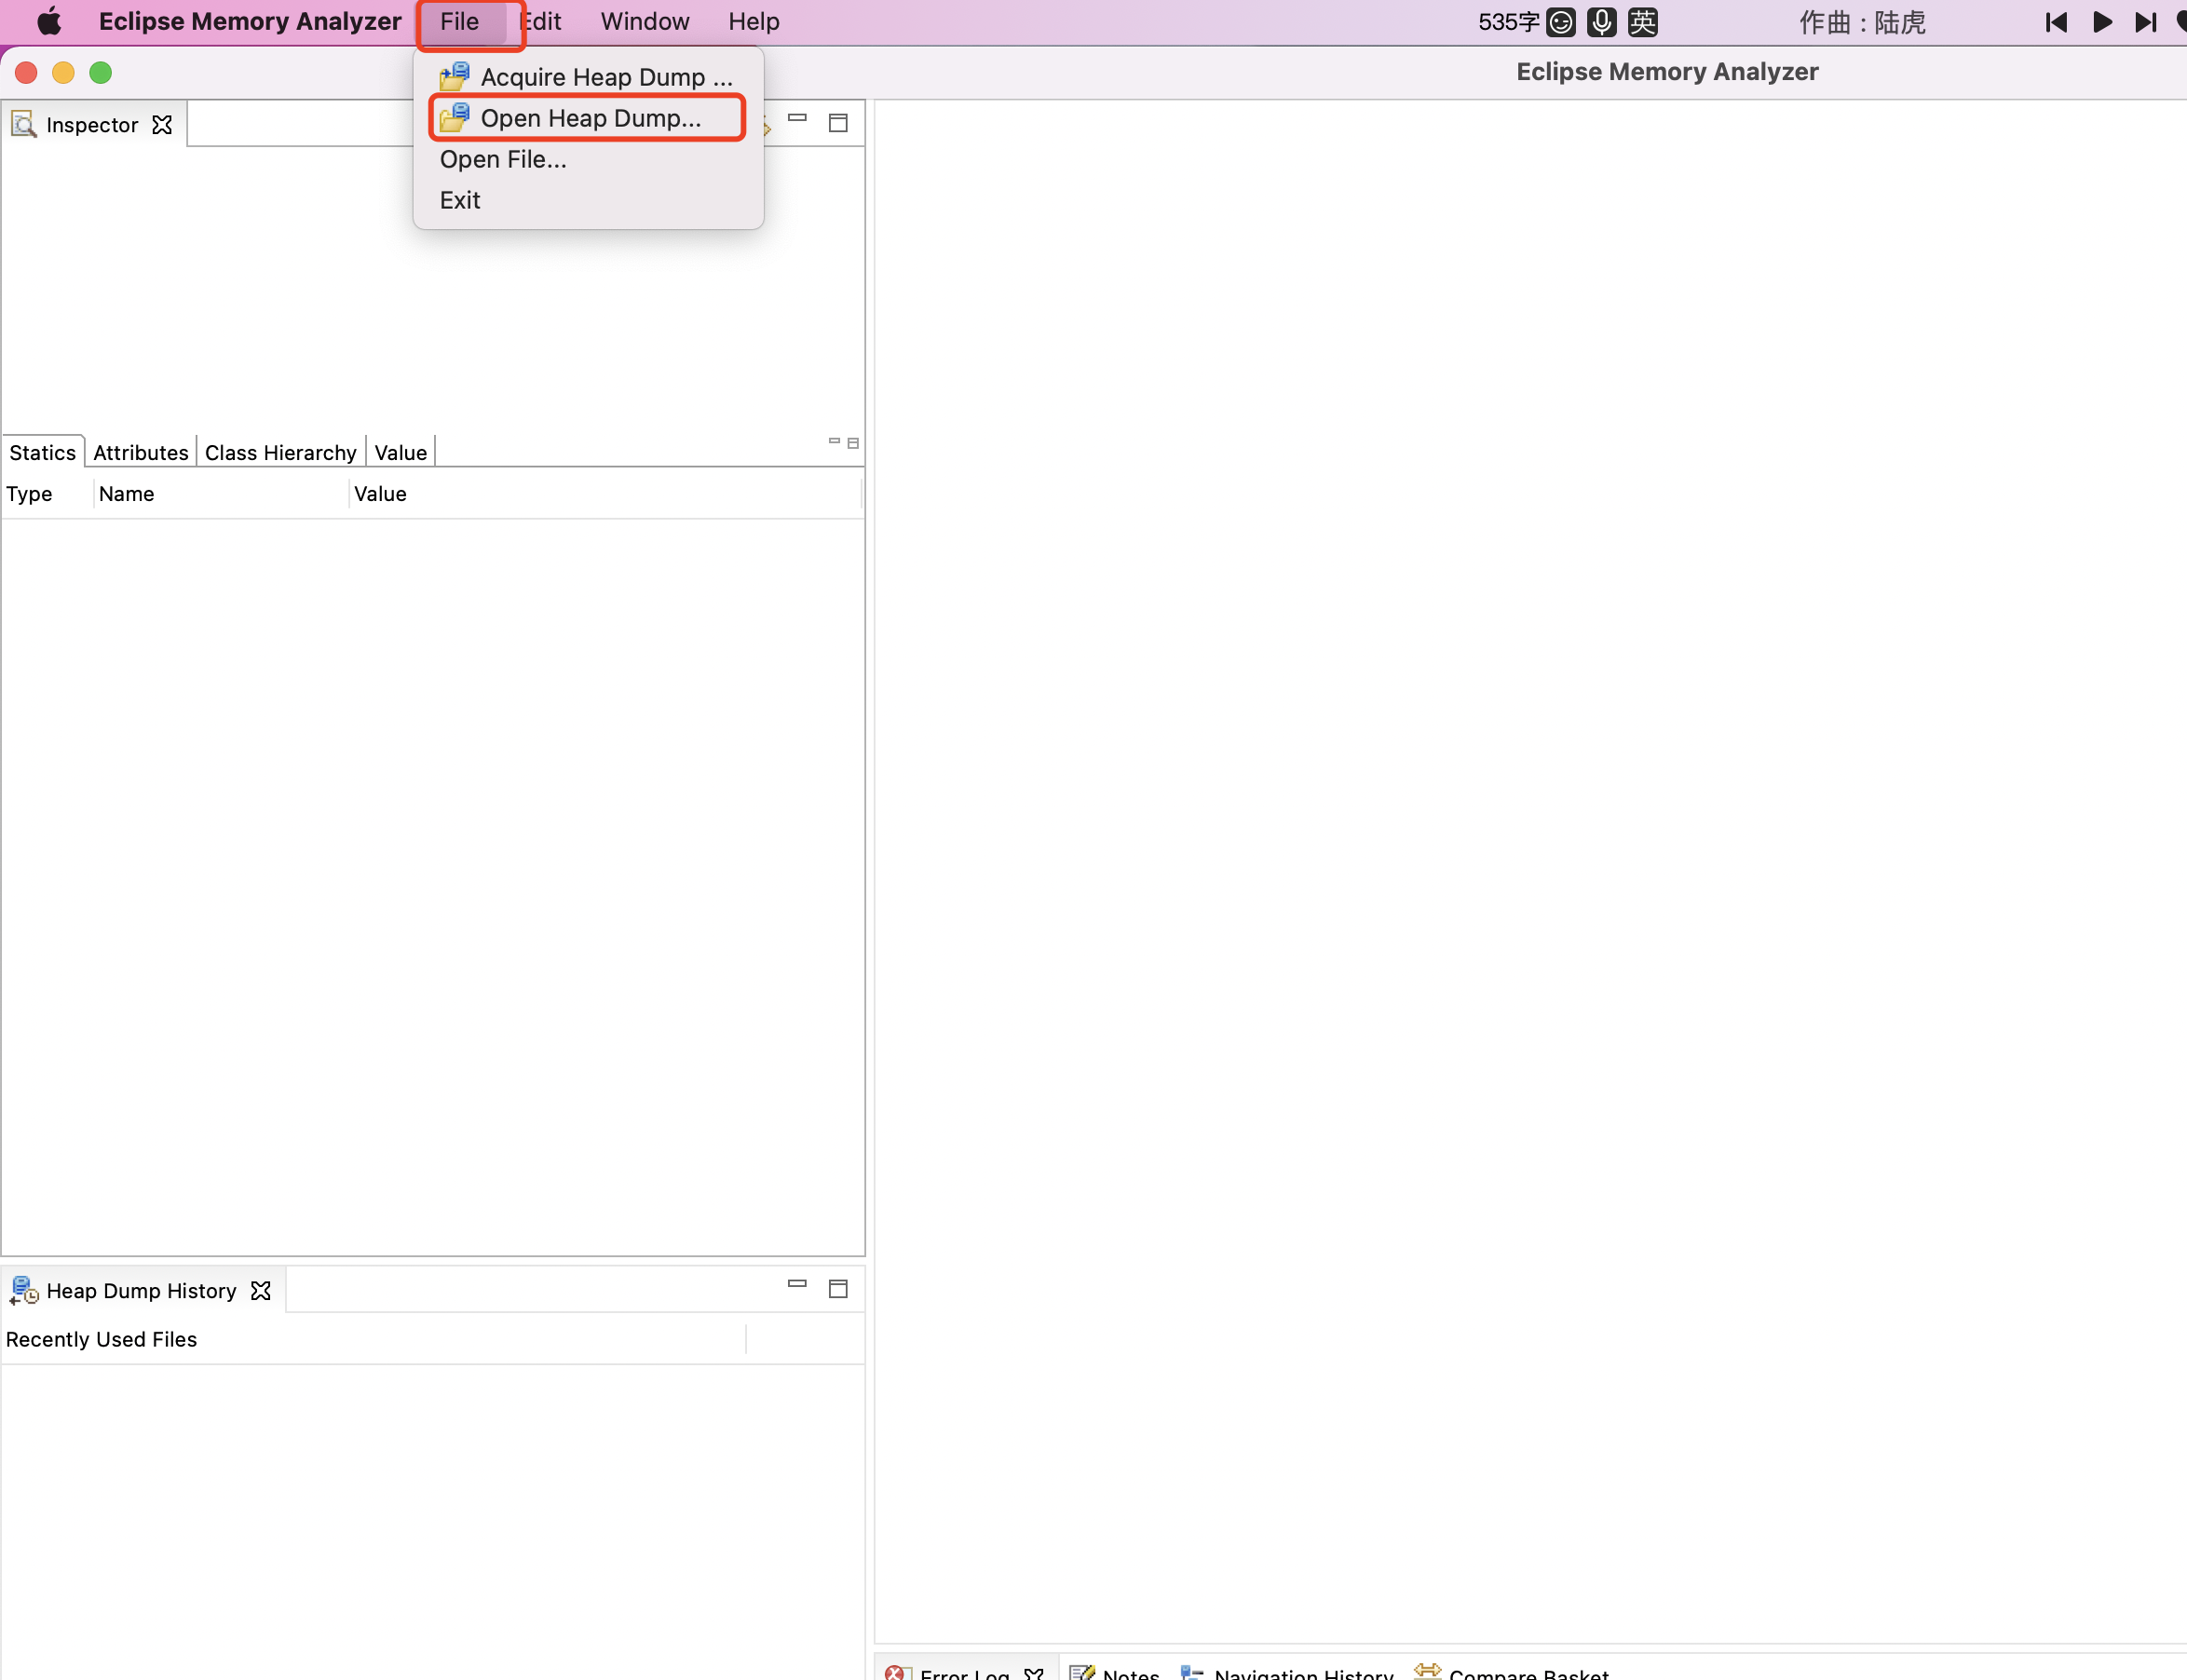 Eclipse Memory Analyzer File Edit Window Help 535字 英 作曲 : 陆虎
Eclipse Memory Analyzer
Acquire Heap Dump ...
Open Heap Dump...
Open File...
Exit
Inspector
Statics Attributes Class Hierarchy Value
Type Name Value
Heap Dump History
Recently Used Files
Error Log Notes Navigation History Compare Basket